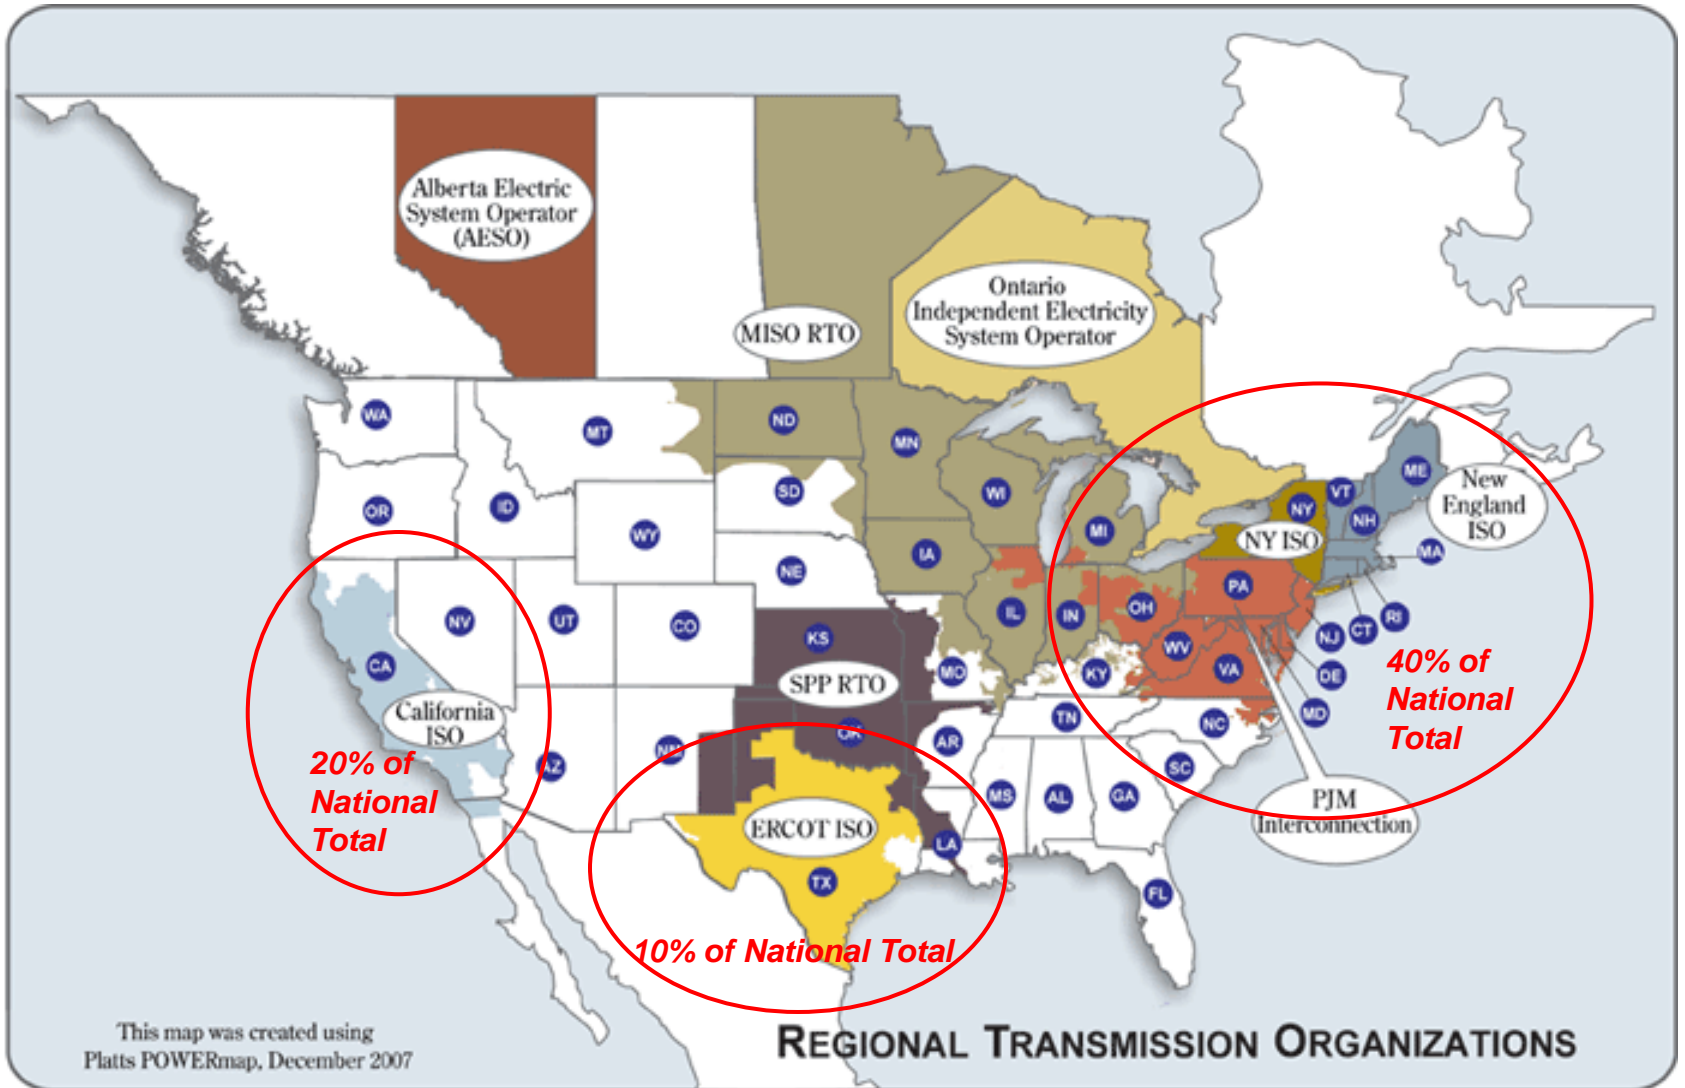 Alberta Electric
System Operator
(AESO)
Ontario
Independent Electricity
System Operator
MISO RTO
WA
MT
ND
MN
OR
ID
SD
WI
WY
MI
NY
VT
NH
ME
New
England
ISO
NY ISO
MA
IA
NE
PA
NV
UT
CO
KS
IL
IN
OH
NJ
CT
RI
WV
VA
DE
MD
CA
SPP RTO
MO
KY
40% of
National
Total
California
ISO
20% of
National
Total
AZ
NM
OK
AR
TN
NC
SC
MS
AL
GA
PJM
Interconnection
ERCOT ISO
LA
TX
FL
10% of National Total
This map was created using
Platts POWERmap, December 2007
REGIONAL TRANSMISSION ORGANIZATIONS